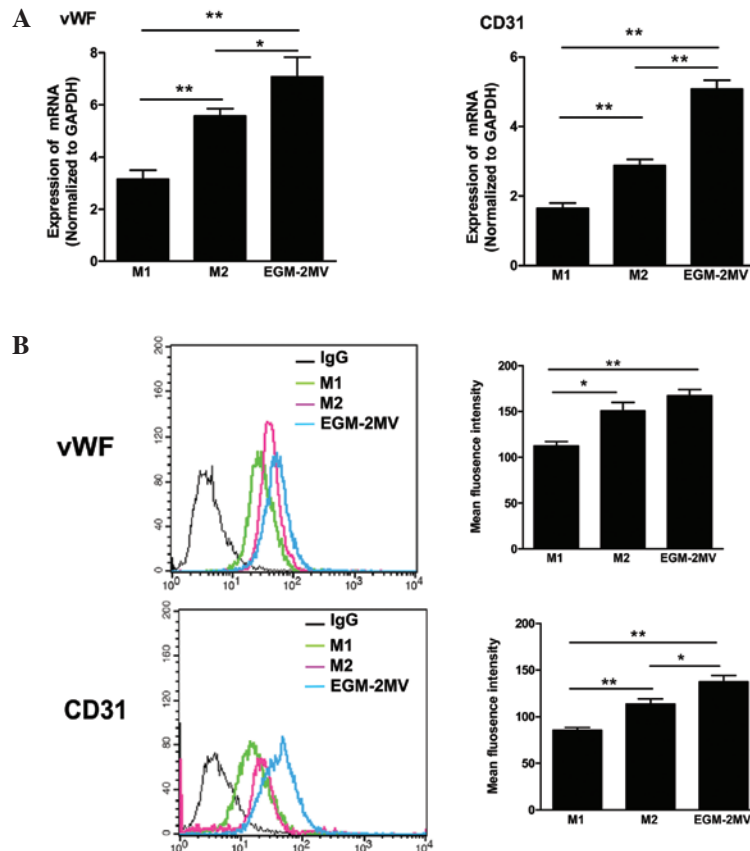 A
vWF
**
*
**
Expression of mRNA
(Normalized to GAPDH)
8
6
4
2
0
M1 M2 EGM-2MV
CD31
**
**
**
Expression of mRNA
(Normalized to GAPDH)
6
4
2
0
M1 M2 EGM-2MV
B
vWF
200
160
120
80
40
0
IgG
M1
M2
EGM-2MV
10⁰ 10¹ 10² 10³ 10⁴
Mean fluosence intensity
200
150
100
50
0
**
*
M1 M2 EGM-2MV
CD31
200
160
120
80
40
0
IgG
M1
M2
EGM-2MV
10⁰ 10¹ 10² 10³ 10⁴
Mean fluosence intensity
200
150
100
50
0
**
*
**
M1 M2 EGM-2MV